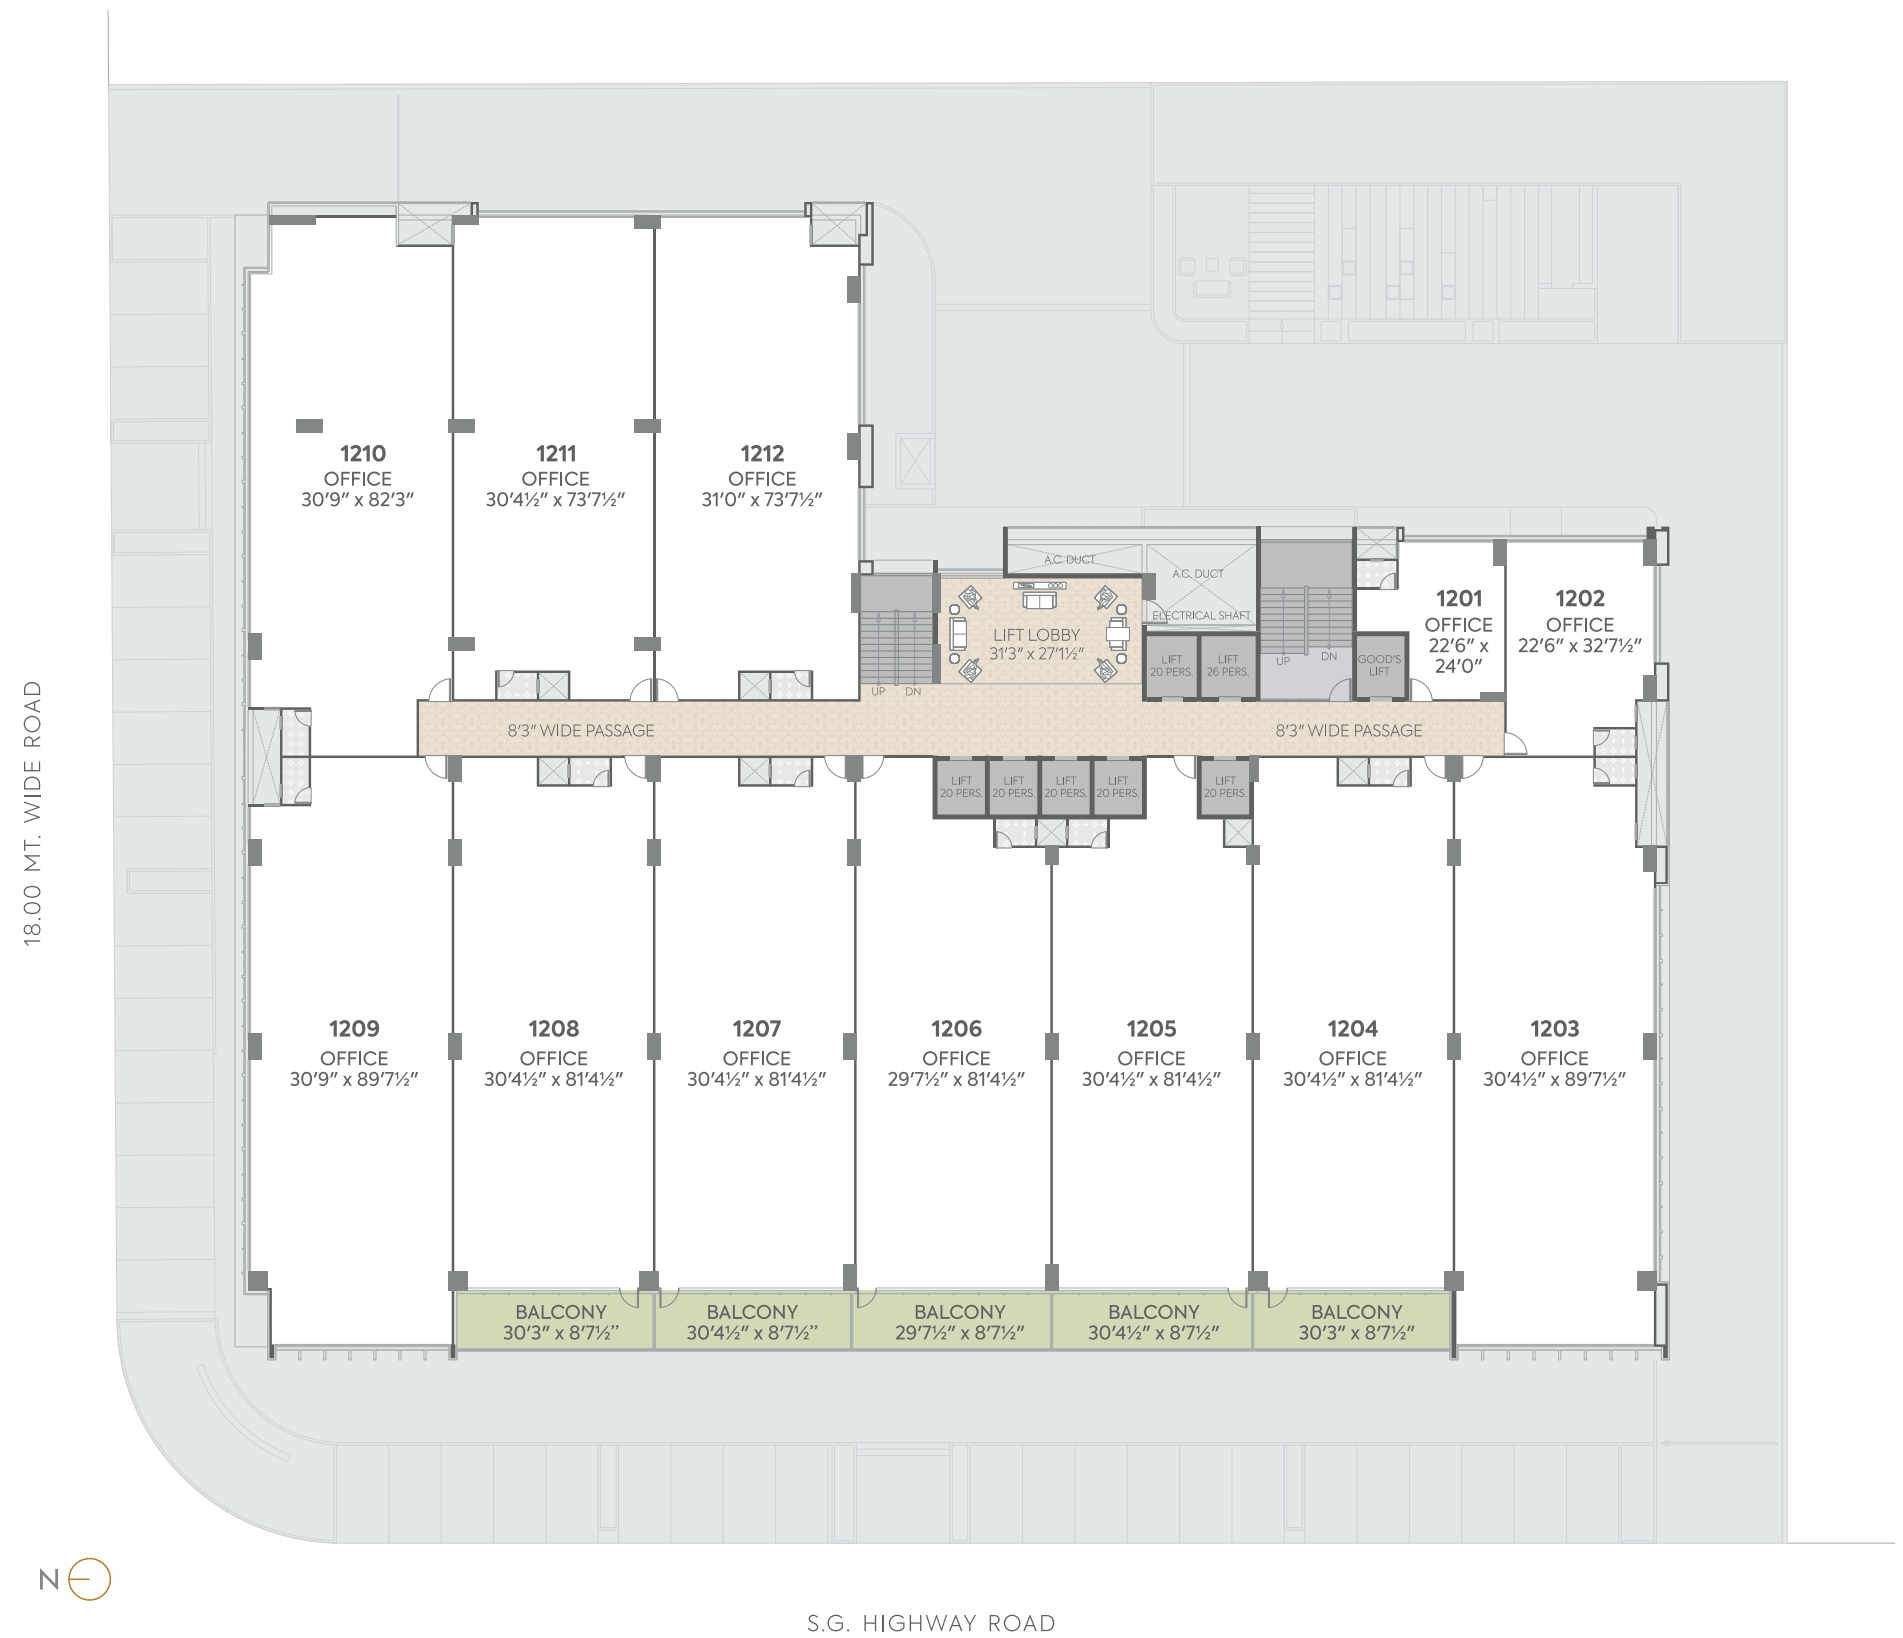 1210
OFFICE
30'9" x 82'3"
1211
OFFICE
30'4½" x 73'7½"
1212
OFFICE
31'0" x 73'7½"
A.C. DUCT
A.C. DUCT
ELECTRICAL SHAFT
1201
OFFICE
22'6" x
24'0"
1202
OFFICE
22'6" x 32'7½"
LIFT LOBBY
31'3" x 27'1½"
LIFT
20 PERS.
LIFT
26 PERS.
UP
DN
GOOD'S
LIFT
UP
DN
8'3" WIDE PASSAGE
8'3" WIDE PASSAGE
LIFT
20 PERS.
LIFT
20 PERS.
LIFT
20 PERS.
LIFT
20 PERS.
LIFT
20 PERS.
18.00 MT. WIDE ROAD
1209
OFFICE
30'9" x 89'7½"
1208
OFFICE
30'4½" x 81'4½"
1207
OFFICE
30'4½" x 81'4½"
1206
OFFICE
29'7½" x 81'4½"
1205
OFFICE
30'4½" x 81'4½"
1204
OFFICE
30'4½" x 81'4½"
1203
OFFICE
30'4½" x 89'7½"
BALCONY
30'3" x 8'7½''
BALCONY
30'4½" x 8'7½''
BALCONY
29'7½" x 8'7½"
BALCONY
30'4½" x 8'7½"
BALCONY
30'3" x 8'7½"
N
S.G. HIGHWAY ROAD